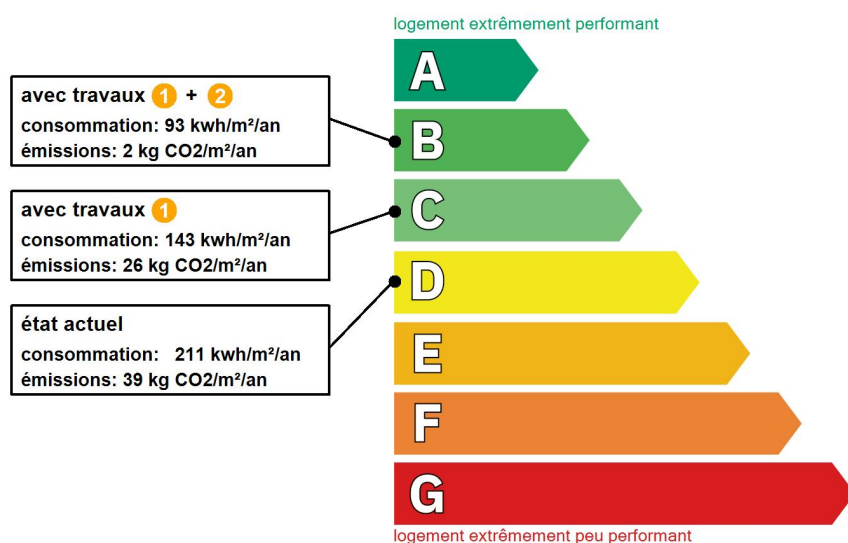 logement extrêmement performant
A
avec travaux 1 + 2
consommation: 93 kwh/m²/an
émissions: 2 kg CO2/m²/an
B
avec travaux 1
consommation: 143 kwh/m²/an
émissions: 26 kg CO2/m²/an
C
D
état actuel
consommation: 211 kwh/m²/an
émissions: 39 kg CO2/m²/an
E
F
G
logement extrêmement peu performant